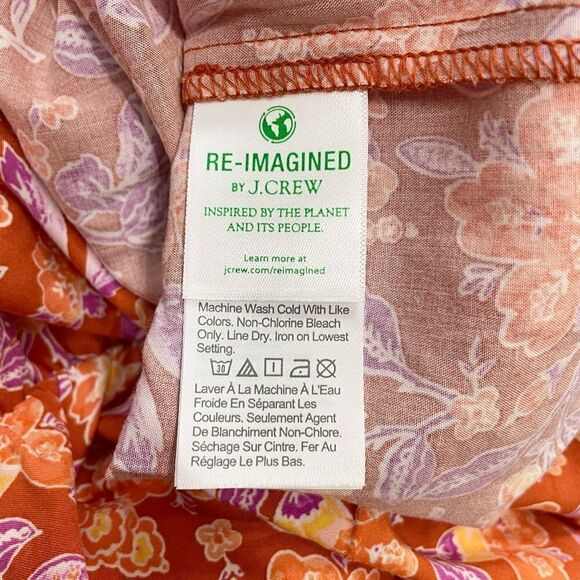 RE-IMAGINED
BY J.CREW
INSPIRED BY THE PLANET
AND ITS PEOPLE.
Learn more at
jcrew.com/reimagined
Machine Wash Cold With Like
Colors. Non-Chlorine Bleach
Only. Line Dry. Iron on Lowest
Setting.
30
Laver À La Machine À L'Eau
Froide En Séparant Les
Couleurs. Seulement Agent
De Blanchiment Non-Chlore.
Séchage Sur Cintre. Fer Au
Réglage Le Plus Bas.